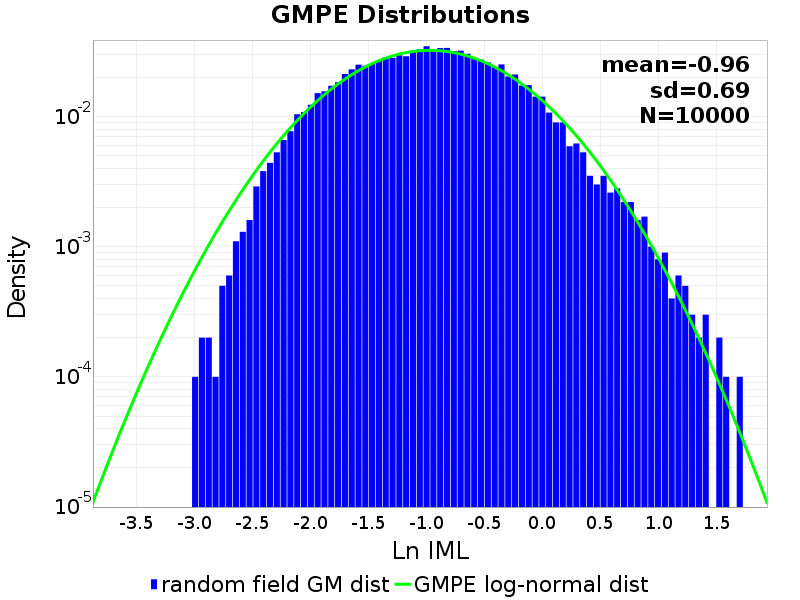 GMPE Distributions
mean=-0.96
sd=0.69
N=10000
10-2
10-3
10-4
10-5
Density
-3.5 -3.0 -2.5 -2.0 -1.5 -1.0 -0.5 0.0 0.5 1.0 1.5
Ln IML
random field GM dist GMPE log-normal dist